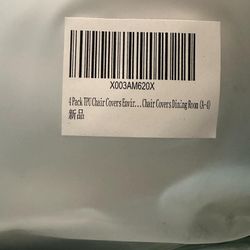 X003AM620X
4 Pack TPU Chair Covers Envir...Chair Covers Dining Room (A-4)
新品